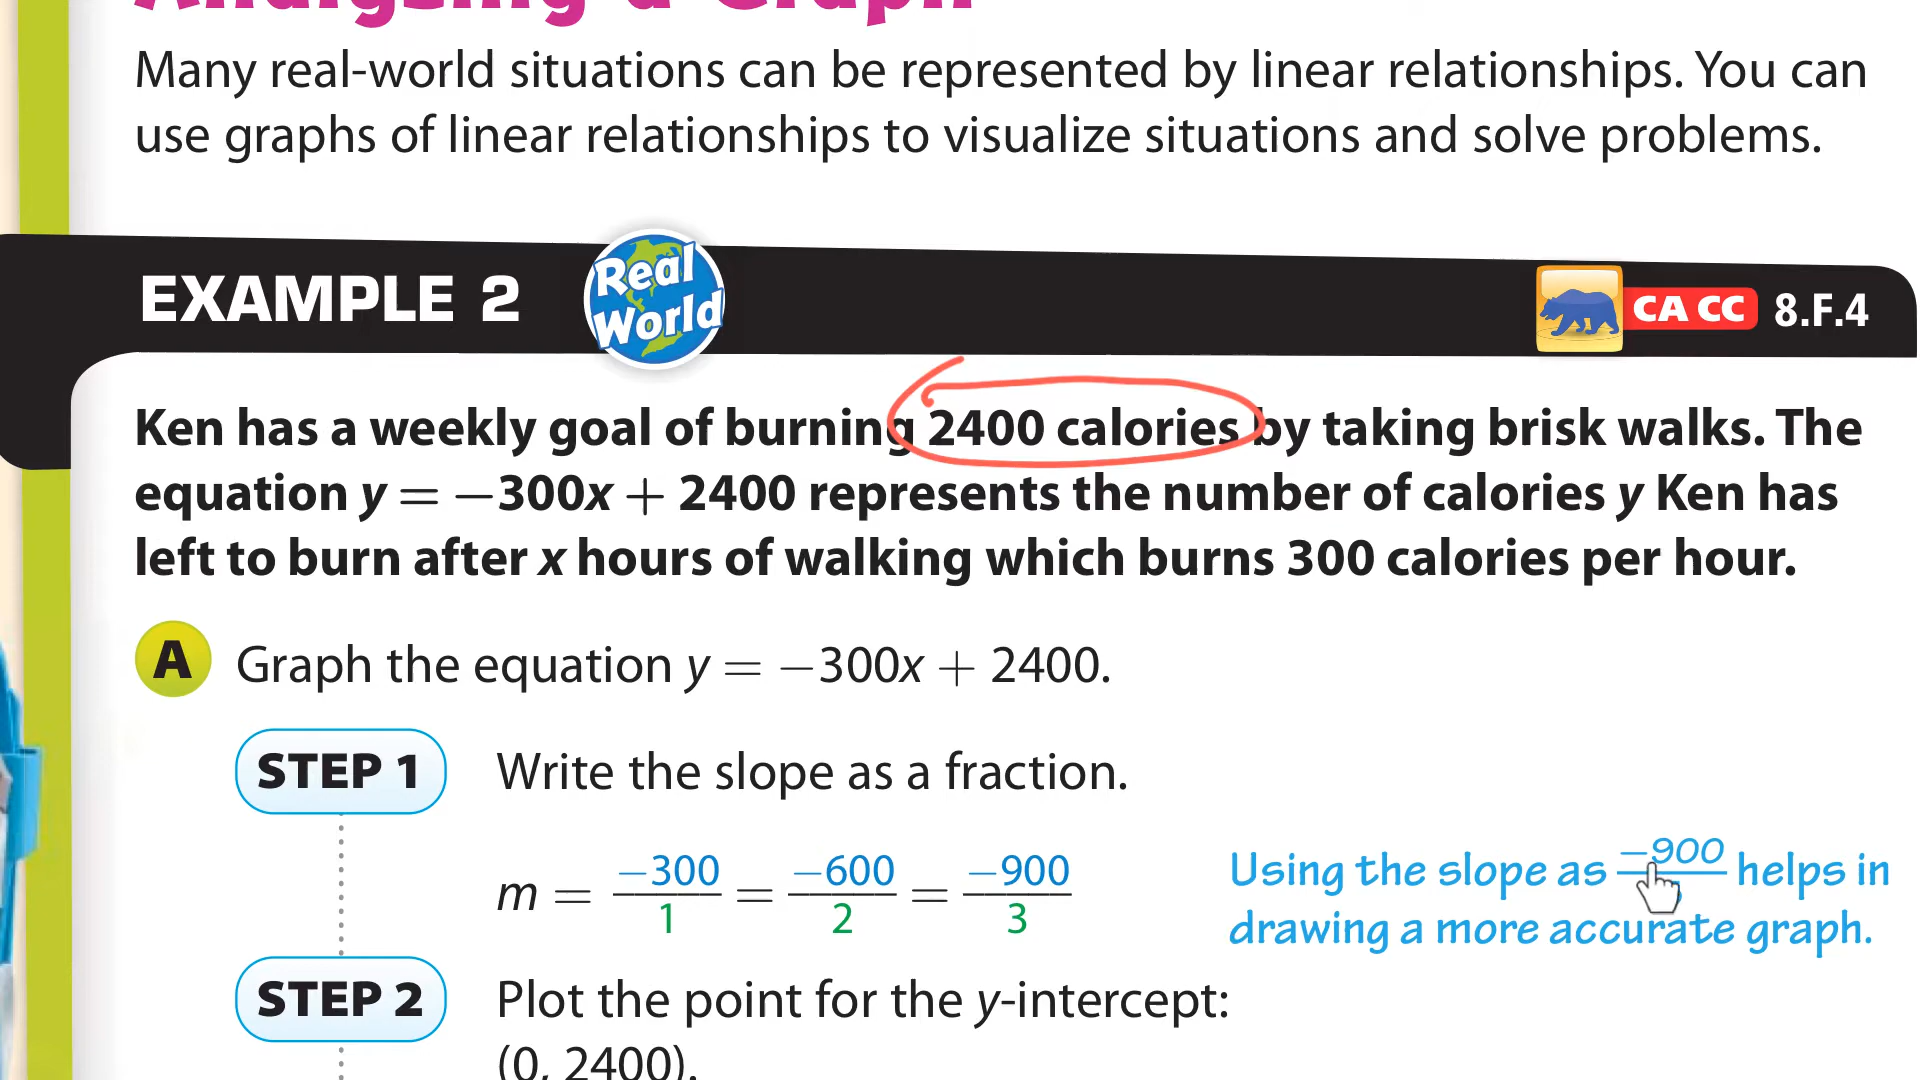 Analyzing a Graph
Many real-world situations can be represented by linear relationships. You can
use graphs of linear relationships to visualize situations and solve problems.
EXAMPLE 2
Real
World
CA CC 8.F.4
Ken has a weekly goal of burning 2400 calories by taking brisk walks. The
equation y = −300x + 2400 represents the number of calories y Ken has
left to burn after x hours of walking which burns 300 calories per hour.
A Graph the equation y = −300x + 2400.
STEP 1 Write the slope as a fraction.
m = −300/1 = −600/2 = −900/3
Using the slope as −900 helps in
drawing a more accurate graph.
STEP 2 Plot the point for the y-intercept:
(0, 2400).